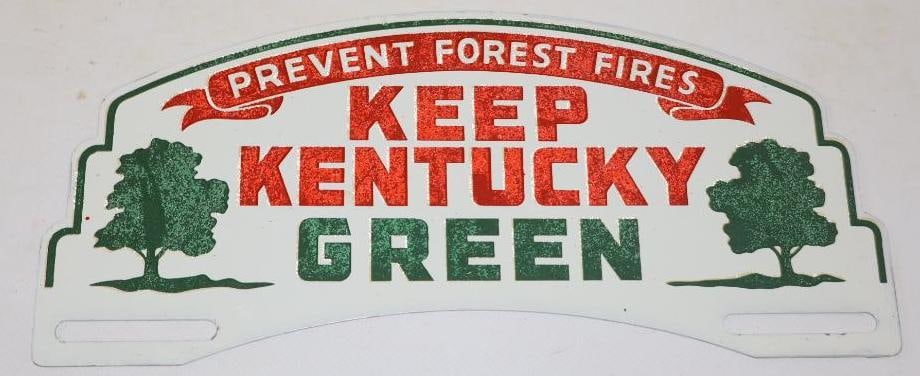 PREVENT FOREST FIRES
KEEP
KENTUCKY
GREEN